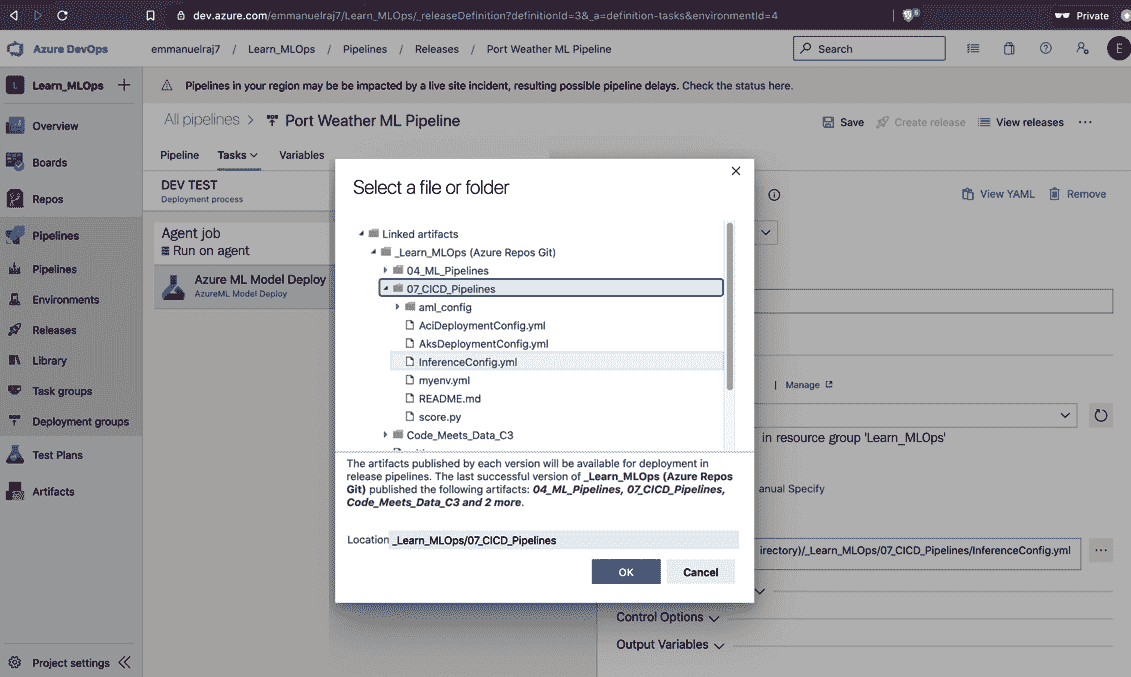 dev.azure.com/emmanuelraj7/Learn_MLOps/_releaseDefinition?definitionId=3&_a=definition-tasks&environmentId=4
Private
Azure DevOps
emmanuelraj7 / Learn_MLOps / Pipelines / Releases / Port Weather ML Pipeline
Search
E
L Learn_MLOps +
Pipelines in your region may be be impacted by a live site incident, resulting possible pipeline delays. Check the status here.
Overview
Boards
Repos
Pipelines
Pipelines
Environments
Releases
Library
Task groups
Deployment groups
Test Plans
Artifacts
Project settings
All pipelines > Port Weather ML Pipeline
Save
Create release
View releases
Pipeline Tasks Variables
DEV TEST
Deployment process
Agent job
Run on agent
Azure ML Model Deploy
AzureML Model Deploy
View YAML
Remove
| Manage
in resource group 'Learn_MLOps'
anual Specify
irectory)/_Learn_MLOps/07_CICD_Pipelines/InferenceConfig.yml
Control Options
Output Variables
Select a file or folder
Linked artifacts
_Learn_MLOps (Azure Repos Git)
04_ML_Pipelines
07_CICD_Pipelines
aml_config
AciDeploymentConfig.yml
AksDeploymentConfig.yml
InferenceConfig.yml
myenv.yml
README.md
score.py
Code_Meets_Data_C3
The artifacts published by each version will be available for deployment in
release pipelines. The last successful version of _Learn_MLOps (Azure Repos
Git) published the following artifacts: 04_ML_Pipelines, 07_CICD_Pipelines,
Code_Meets_Data_C3 and 2 more.
Location _Learn_MLOps/07_CICD_Pipelines
OK
Cancel